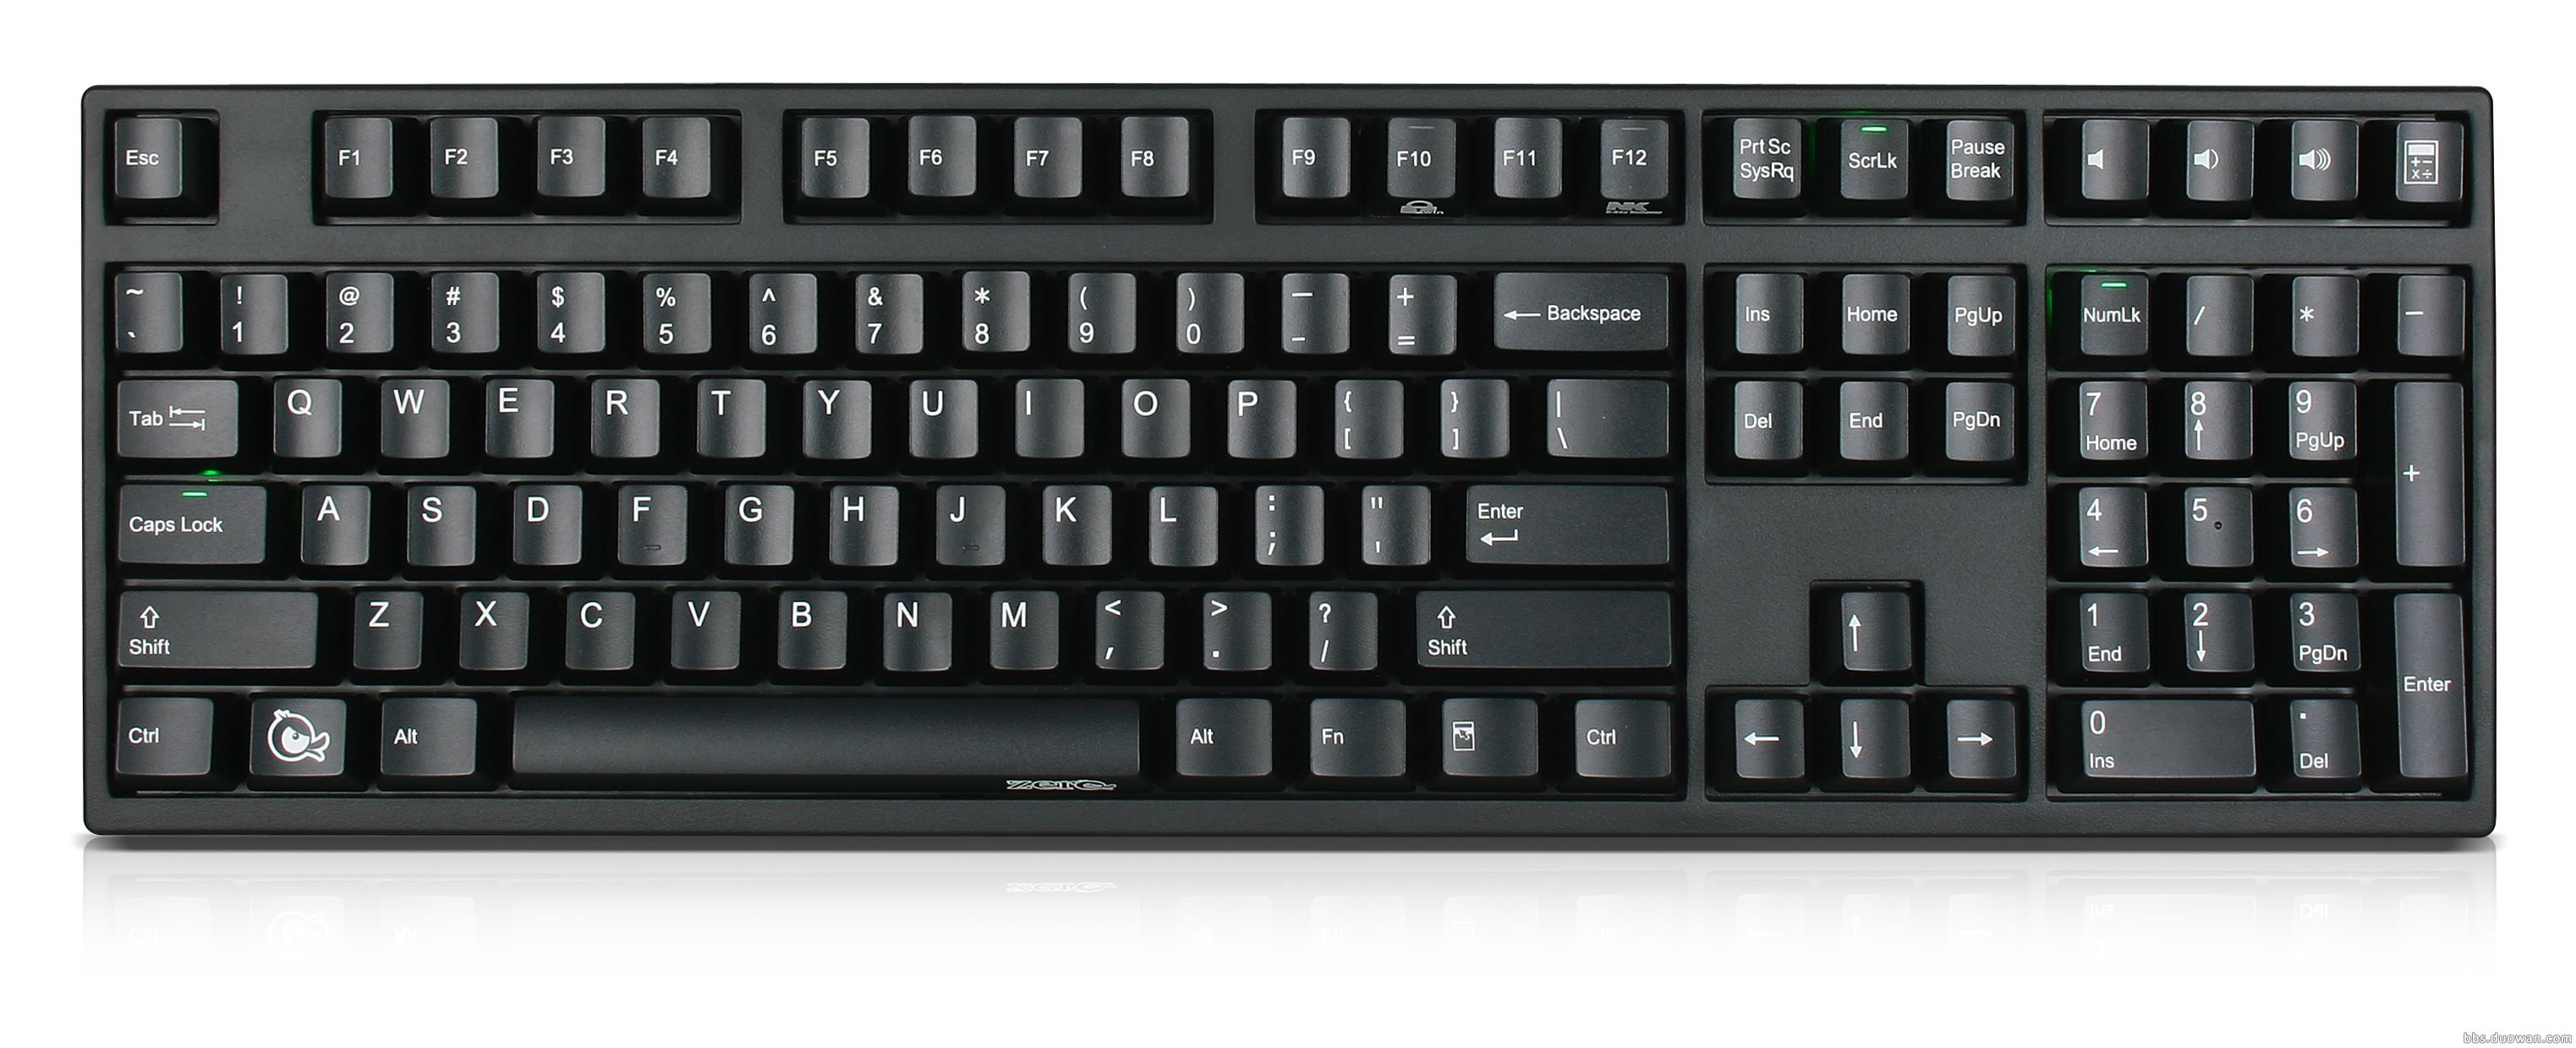 Esc F1 F2 F3 F4 F5 F6 F7 F8 F9 F10 F11 F12 Prt Sc SysRq ScrLk Pause Break
~ ! @ # $ % ^ & * ( ) — +
` 1 2 3 4 5 6 7 8 9 0 - = Backspace Ins Home PgUp NumLk / * −
Tab Q W E R T Y U I O P { } |
[ ] \ Del End PgDn 7 Home 8 9 PgUp +
Caps Lock A S D F G H J K L : " Enter
; ' 4 5 6
Shift Z X C V B N M < > ? Shift
, . / 1 End 2 3 PgDn Enter
Ctrl Alt Alt Fn Ctrl 0 Ins . Del
zero
bbs.duowan.com